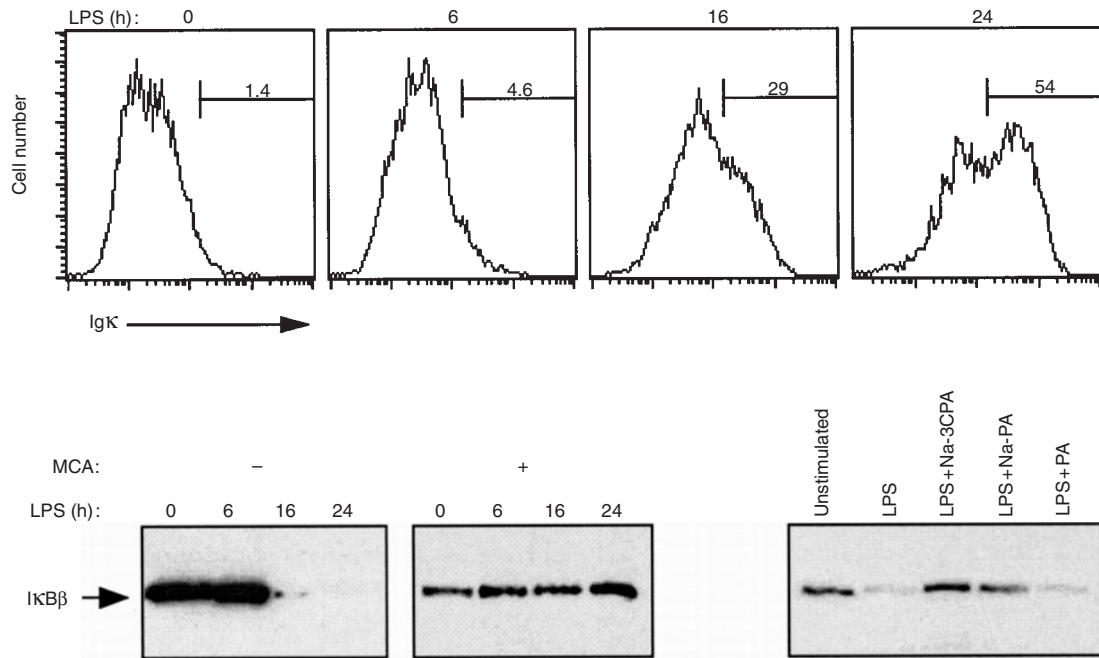 LPS (h): 0 6 16 24
1.4 4.6 29 54
Cell number
Igκ
Unstimulated
LPS
LPS+Na-3CPA
LPS+Na-PA
LPS+PA
MCA: – +
LPS (h): 0 6 16 24 0 6 16 24
IκBβ